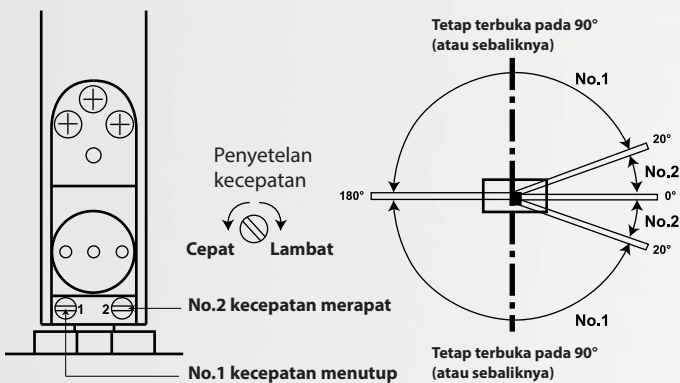 Tetap terbuka pada 90°
(atau sebaliknya)
No.1
20°
No.2
180°
0°
No.2
20°
No.1
Tetap terbuka pada 90°
(atau sebaliknya)
Penyetelan
kecepatan
Cepat Lambat
1 2
No.2 kecepatan merapat
No.1 kecepatan menutup